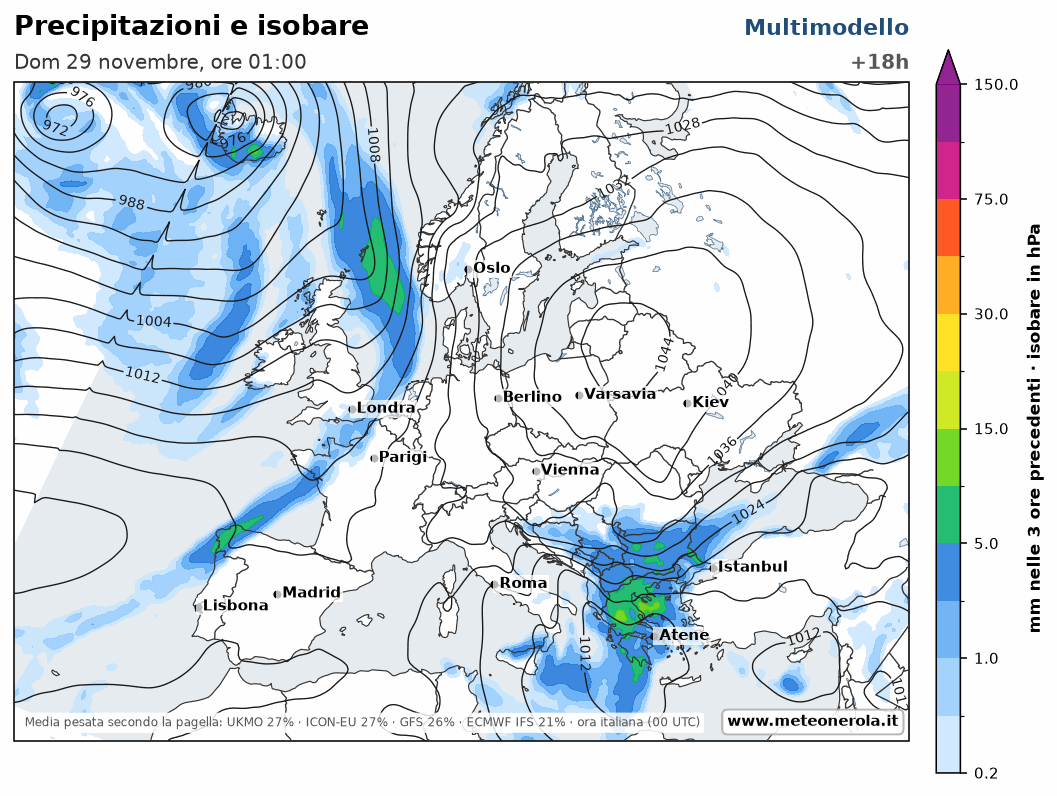 Precipitazioni e isobare
Multimodello
Dom 29 novembre, ore 01:00
+18h
976
972
976
988
1008
1028
1032
1004
1012
1044
1040
1036
1024
1012
1012
Oslo
Londra
Berlino
Varsavia
Kiev
Parigi
Vienna
Roma
Madrid
Lisbona
Istanbul
Atene
Media pesata secondo la pagella: UKMO 27% · ICON-EU 27% · GFS 26% · ECMWF IFS 21% · ora italiana (00 UTC)
www.meteonerola.it
150.0
75.0
30.0
15.0
5.0
1.0
0.2
mm nelle 3 ore precedenti · isobare in hPa